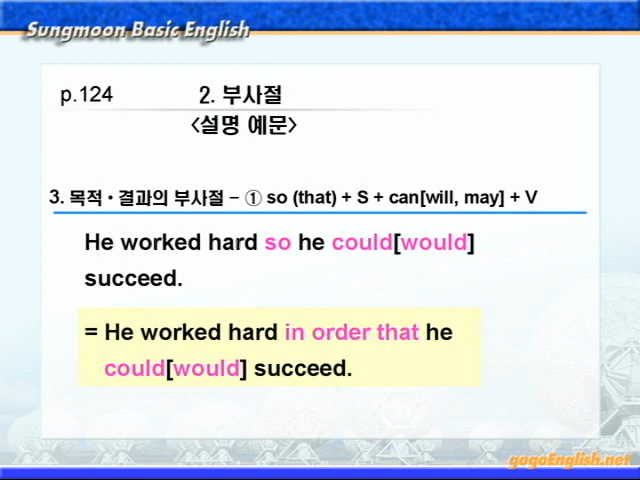 Sungmoon Basic English
p.124 2. 부사절
<설명 예문>
3. 목적·결과의 부사절 – ① so (that) + S + can[will, may] + V
He worked hard so he could[would]
succeed.
= He worked hard in order that he
could[would] succeed.
gogoEnglish.net